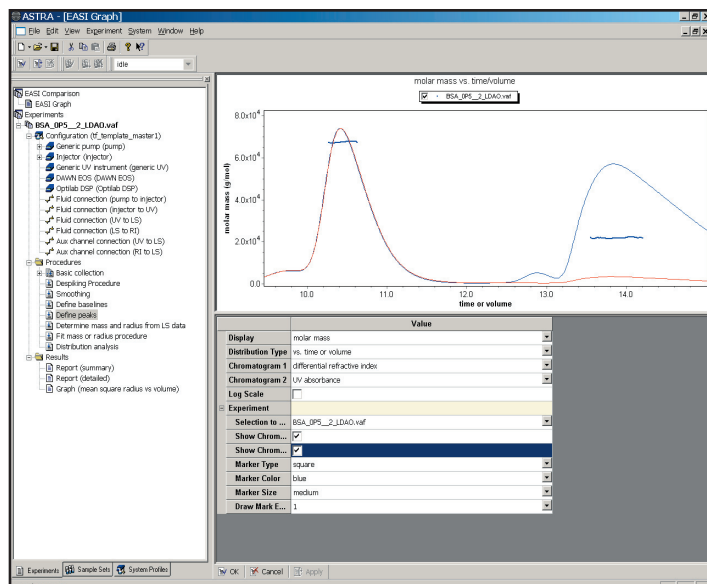 ASTRA - [EASI Graph]
File Edit View Experiment System Window Help
idle
EASI Comparison
EASI Graph
Experiments
BSA_0P5__2_LDAO.vaf
Configuration (tf_template_master1)
Generic pump (pump)
Injector (injector)
Generic UV instrument (generic UV)
DAWN EOS (DAWN EOS)
Optilab DSP (Optilab DSP)
Fluid connection (pump to injector)
Fluid connection (injector to UV)
Fluid connection (UV to LS)
Fluid connection (LS to RI)
Aux channel connection (UV to LS)
Aux channel connection (RI to LS)
Procedures
Basic collection
Despiking Procedure
Smoothing
Define baselines
Define peaks
Determine mass and radius from LS data
Fit mass or radius procedure
Distribution analysis
Results
Report (summary)
Report (detailed)
Graph (mean square radius vs volume)
Experiments Sample Sets System Profiles
molar mass vs. time/volume
BSA_0P5__2_LDAO.vaf
molar mass (g/mol)
8.0x10⁴
6.0x10⁴
4.0x10⁴
2.0x10⁴
0.0
10.0 11.0 12.0 13.0 14.0
time or volume
Value
Display molar mass
Distribution Type vs. time or volume
Chromatogram 1 differential refractive index
Chromatogram 2 UV absorbance
Log Scale
Experiment
Selection to ... BSA_0P5__2_LDAO.vaf
Show Chrom...
Show Chrom...
Marker Type square
Marker Color blue
Marker Size medium
Draw Mark E... 1
OK Cancel Apply